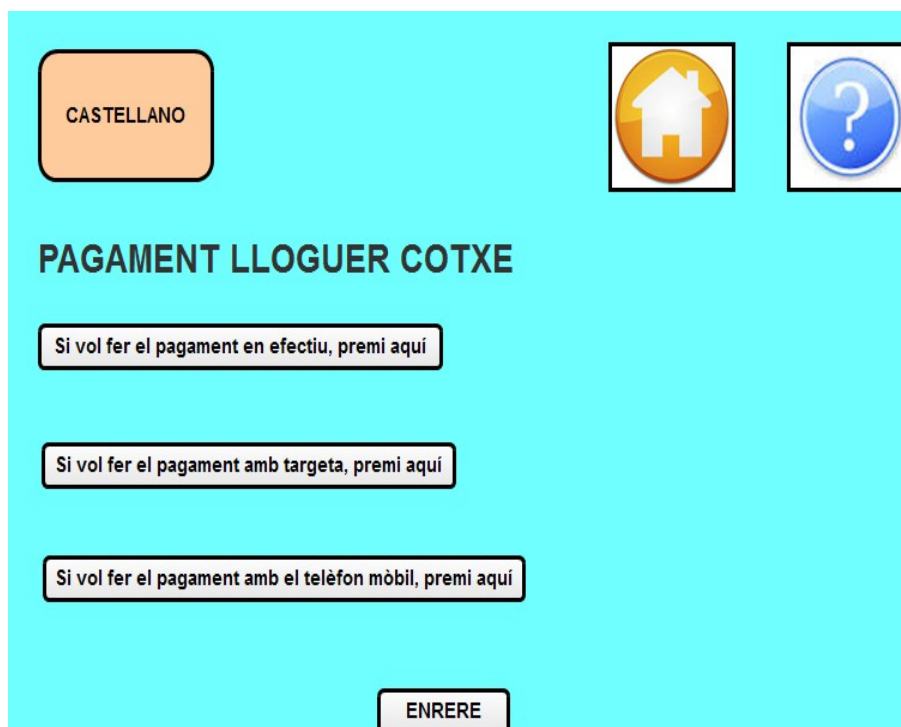 CASTELLANO
?
PAGAMENT LLOGUER COTXE
Si vol fer el pagament en efectiu, premi aquí
Si vol fer el pagament amb targeta, premi aquí
Si vol fer el pagament amb el telèfon mòbil, premi aquí
ENRERE